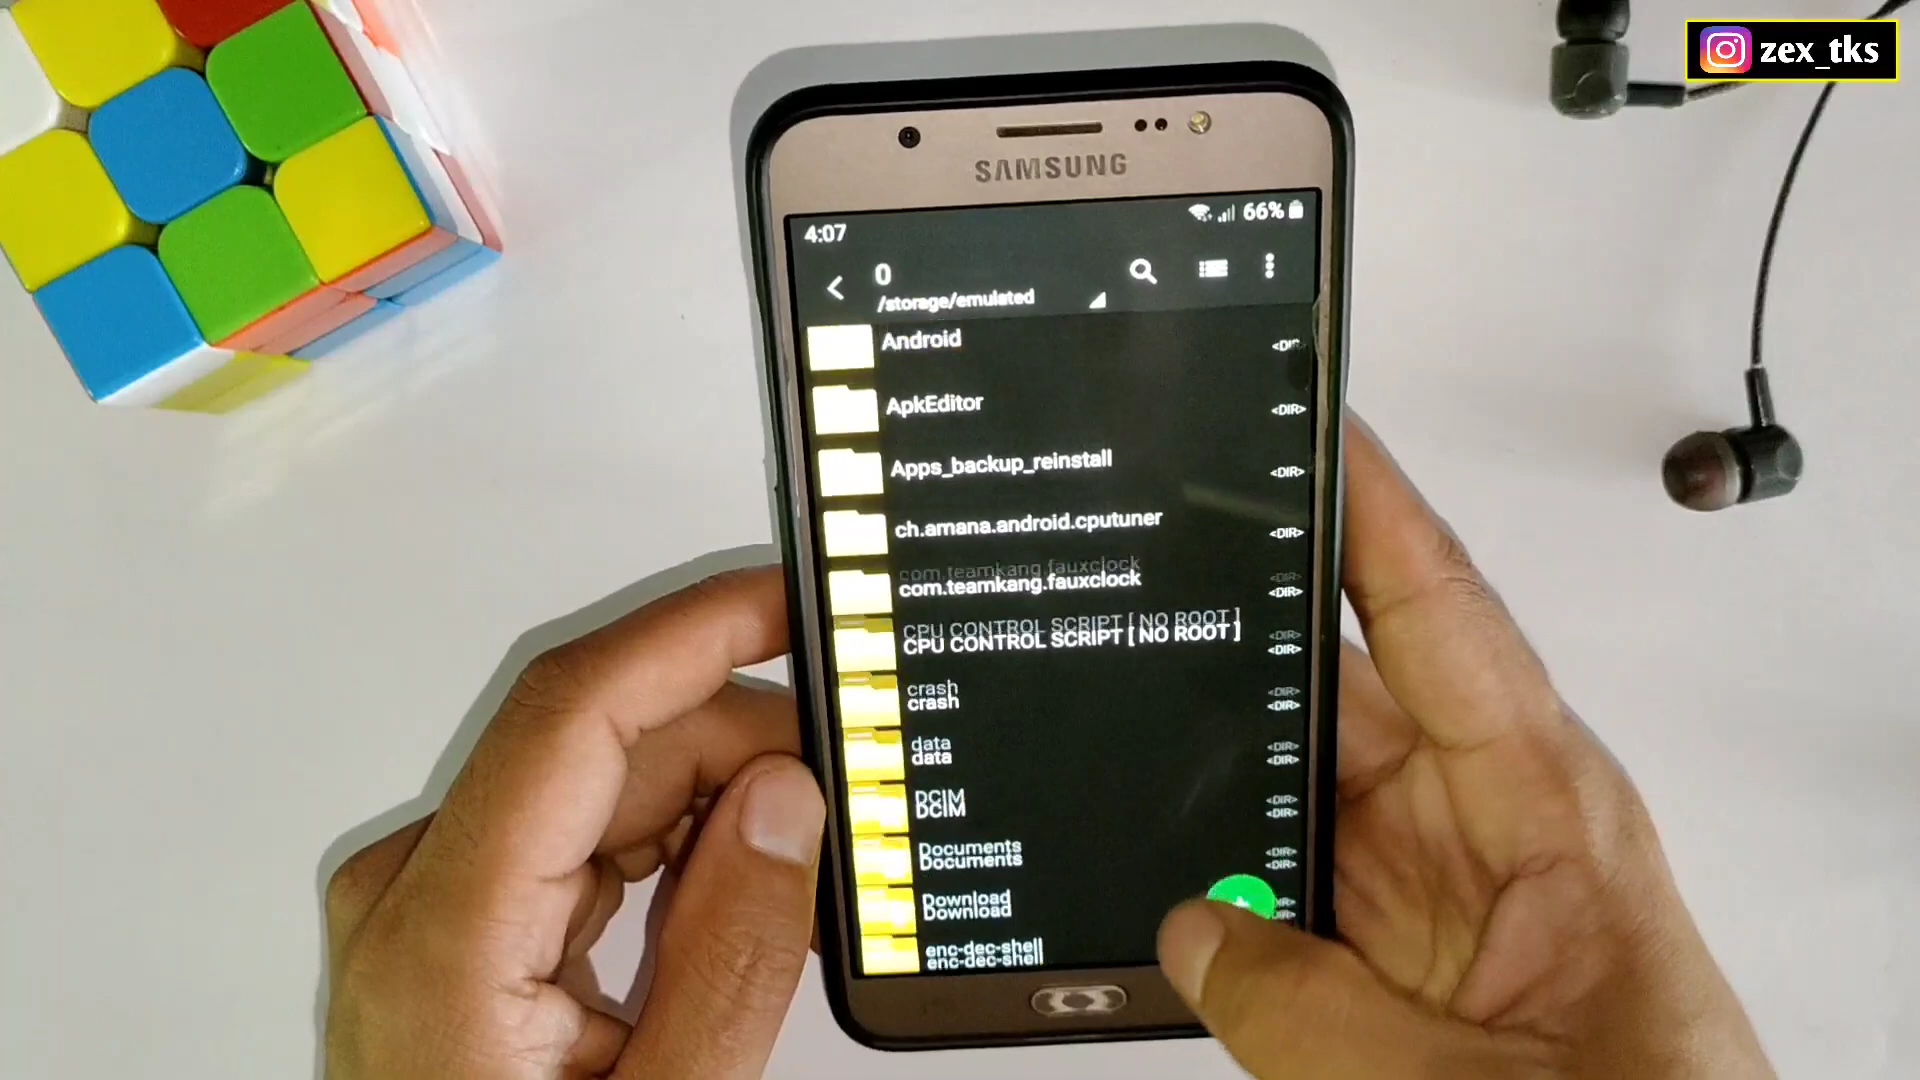 zex_tks
SAMSUNG
4:07
66%
0
/storage/emulated
Android
<DIR>
ApkEditor
<DIR>
Apps_backup_reinstall
<DIR>
ch.amana.android.cputuner
<DIR>
com.teamkang.fauxclock
<DIR>
CPU CONTROL SCRIPT [ NO ROOT ]
<DIR>
crash
<DIR>
data
<DIR>
DCIM
<DIR>
Documents
<DIR>
Download
<DIR>
enc-dec-shell